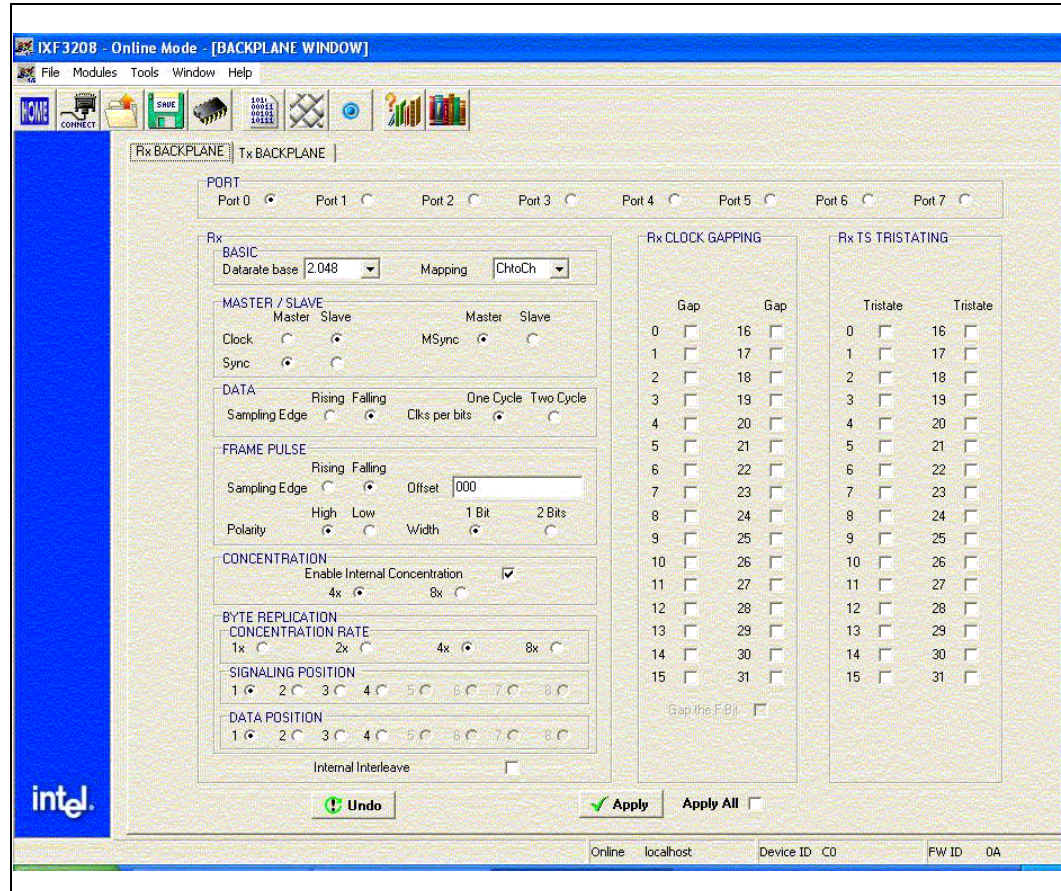 IXF3208 - Online Mode - [BACKPLANE WINDOW]
File Modules Tools Window Help
HOME CONNECT SAVE 101: 00011 00101 10111
Rx BACKPLANE Tx BACKPLANE
PORT
Port 0 Port 1 Port 2 Port 3 Port 4 Port 5 Port 6 Port 7
Rx Rx CLOCK GAPPING Rx TS TRISTATING
BASIC
Datarate base 2.048 Mapping ChtoCh
MASTER / SLAVE
Master Slave Master Slave
Clock MSync
Sync
DATA
Rising Falling One Cycle Two Cycle
Sampling Edge Clks per bits
FRAME PULSE
Rising Falling
Sampling Edge Offset 000
High Low 1 Bit 2 Bits
Polarity Width
CONCENTRATION
Enable Internal Concentration
4x 8x
BYTE REPLICATION
CONCENTRATION RATE
1x 2x 4x 8x
SIGNALING POSITION
1 2 3 4 5 6 7 8
DATA POSITION
1 2 3 4 5 6 7 8
Internal Interleave
Gap Gap Tristate Tristate
0 16 0 16
1 17 1 17
2 18 2 18
3 19 3 19
4 20 4 20
5 21 5 21
6 22 6 22
7 23 7 23
8 24 8 24
9 25 9 25
10 26 10 26
11 27 11 27
12 28 12 28
13 29 13 29
14 30 14 30
15 31 15 31
Gap the F-Bit
intel.
Undo Apply Apply All
Online localhost Device ID C0 FW ID 0A